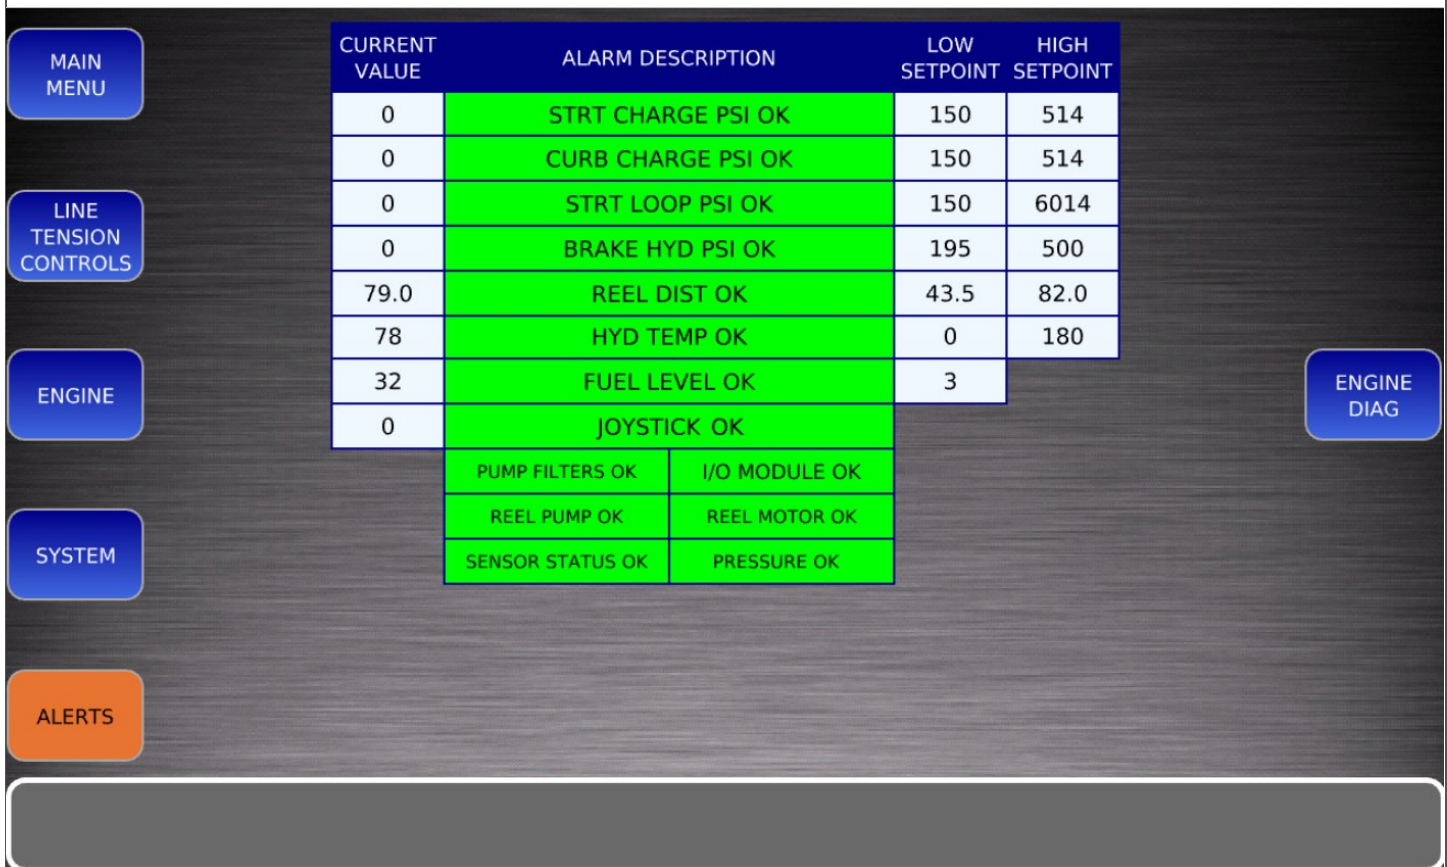 MAIN
MENU
LINE
TENSION
CONTROLS
ENGINE
SYSTEM
ALERTS
CURRENT
VALUE
ALARM DESCRIPTION
LOW
SETPOINT
HIGH
SETPOINT
0 STRT CHARGE PSI OK 150 514
0 CURB CHARGE PSI OK 150 514
0 STRT LOOP PSI OK 150 6014
0 BRAKE HYD PSI OK 195 500
79.0 REEL DIST OK 43.5 82.0
78 HYD TEMP OK 0 180
32 FUEL LEVEL OK 3
0 JOYSTICK OK
PUMP FILTERS OK I/O MODULE OK
REEL PUMP OK REEL MOTOR OK
SENSOR STATUS OK PRESSURE OK
ENGINE
DIAG